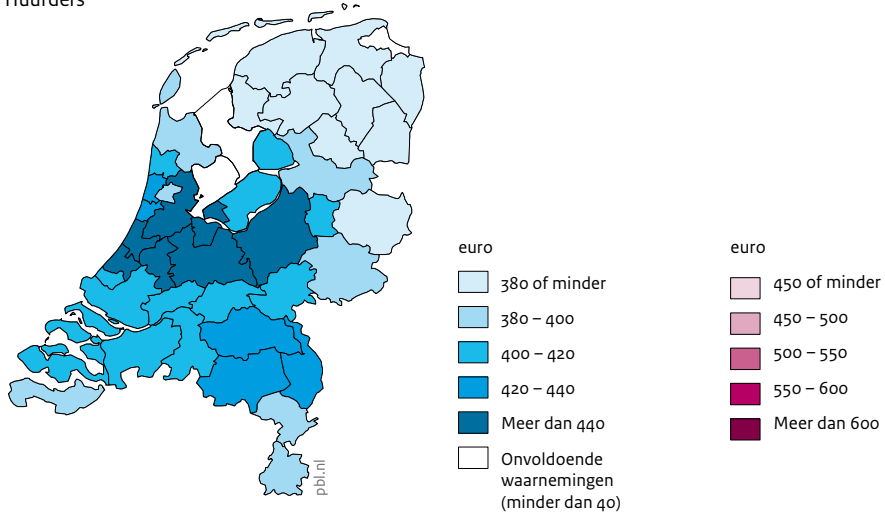 Huurders
euro
380 of minder
380 – 400
400 – 420
420 – 440
Meer dan 440
Onvoldoende
waarnemingen
(minder dan 40)
euro
450 of minder
450 – 500
500 – 550
550 – 600
Meer dan 600
pbl.nl